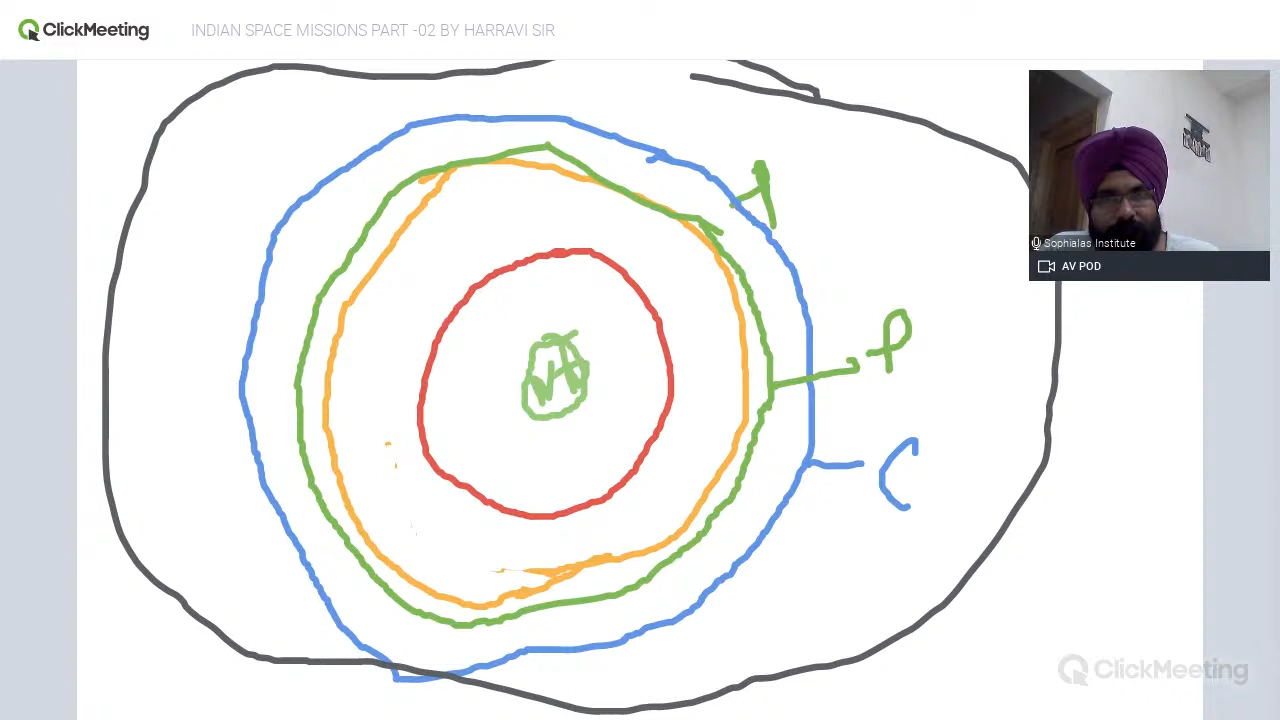 ClickMeeting
INDIAN SPACE MISSIONS PART -02 BY HARRAVI SIR
Sophialas Institute
AV POD
P
C
ClickMeeting